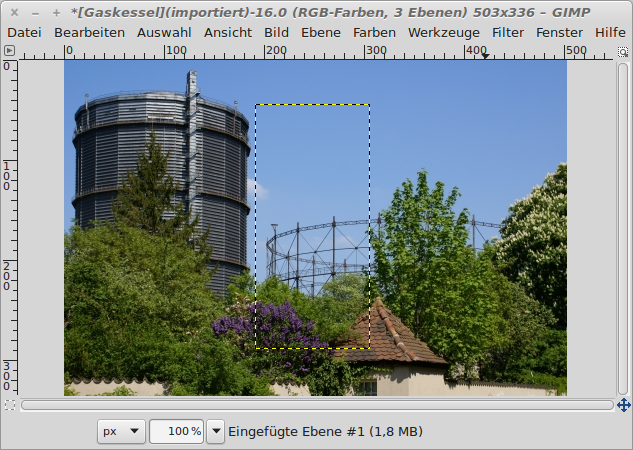 *[Gaskessel](importiert)-16.0 (RGB-Farben, 3 Ebenen) 503x336 – GIMP
Datei Bearbeiten Auswahl Ansicht Bild Ebene Farben Werkzeuge Filter Fenster Hilfe
0 100 200 300 400 500
0
100
200
300
px 100 % Eingefügte Ebene #1 (1,8 MB)